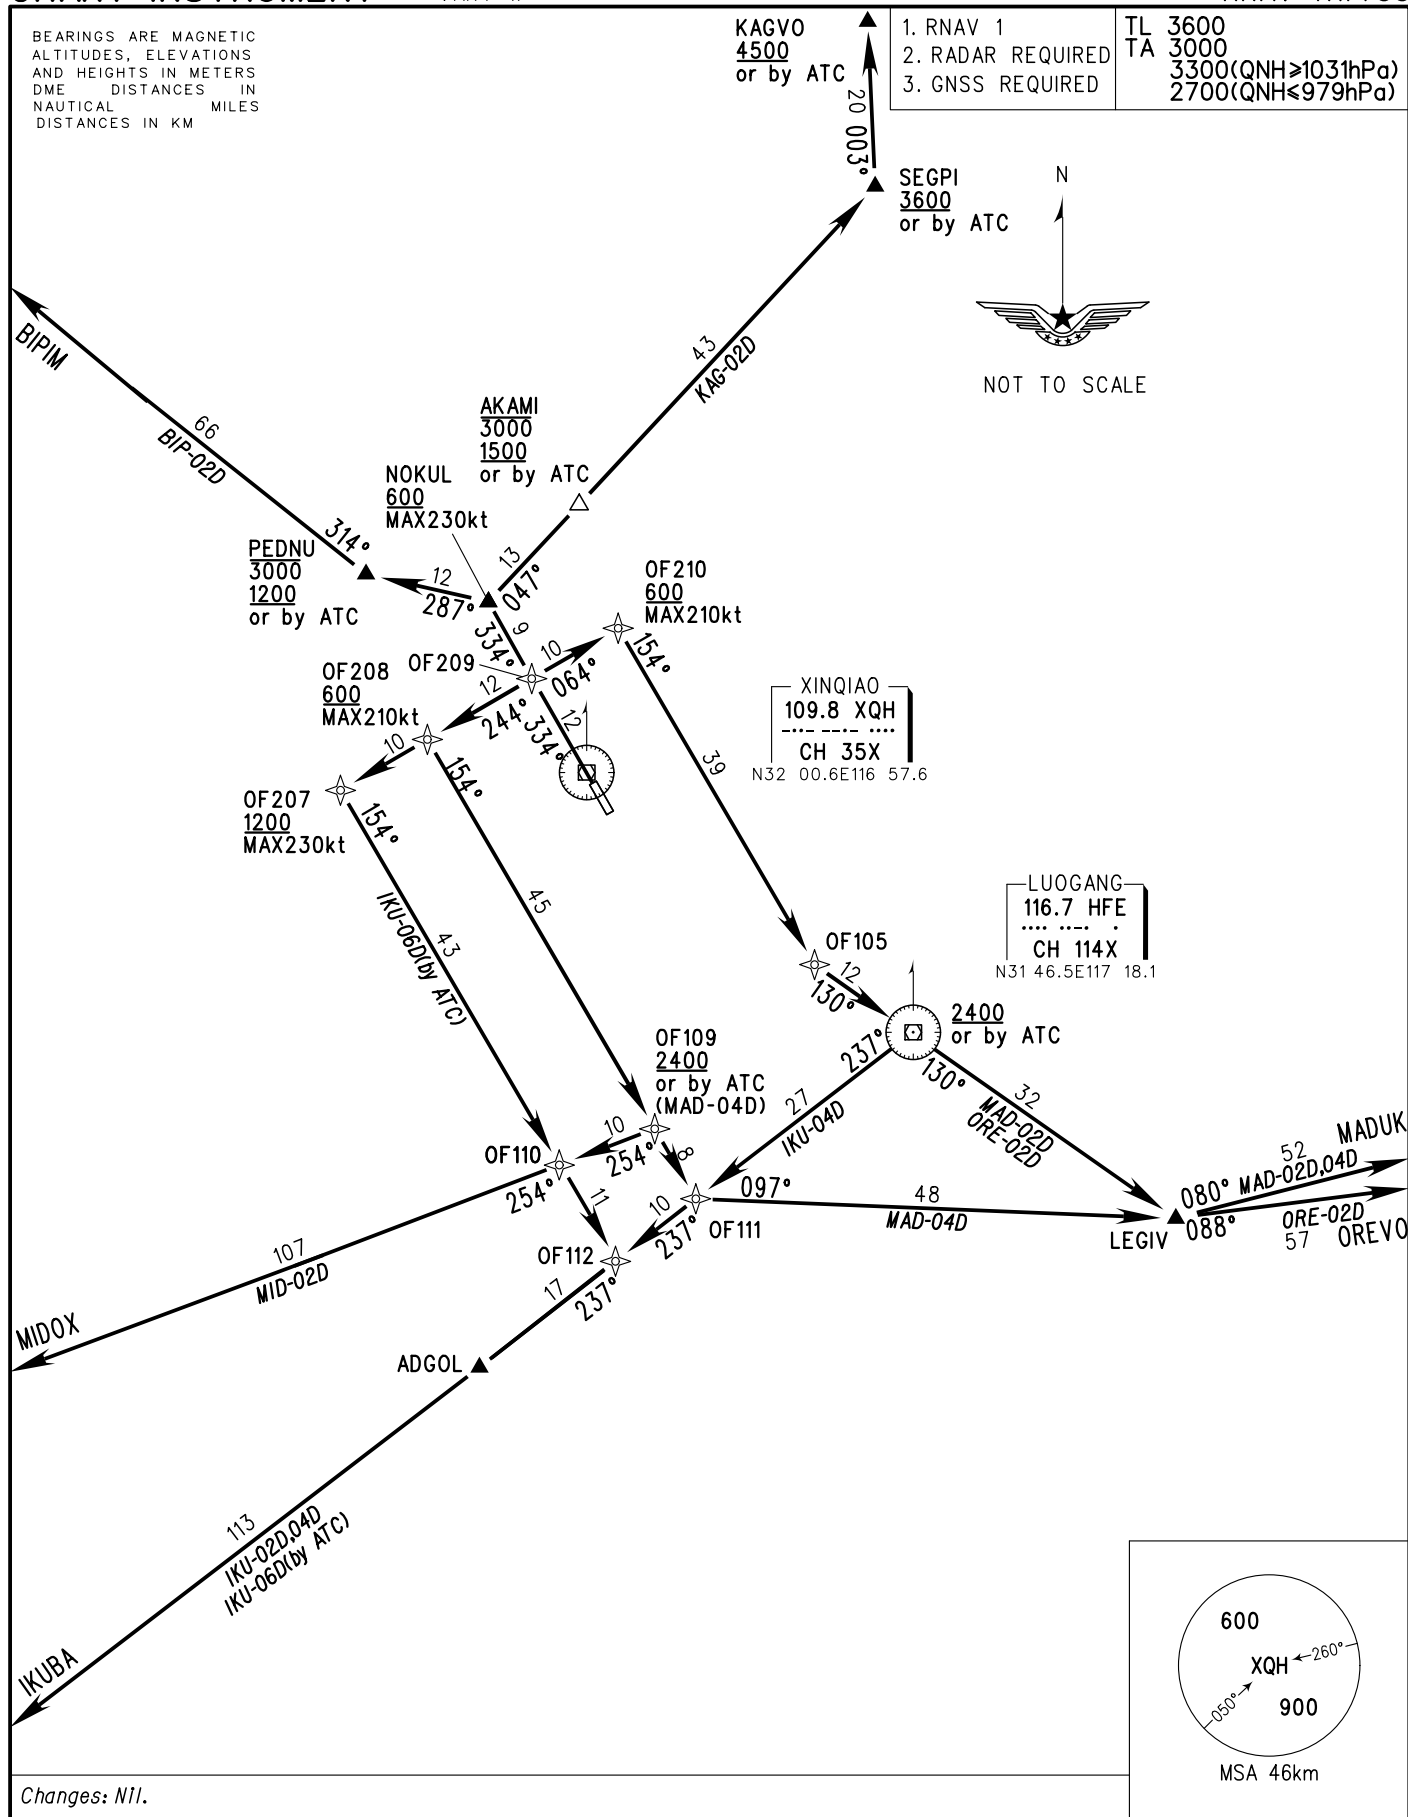 BEARINGS ARE MAGNETIC
ALTITUDES, ELEVATIONS
AND HEIGHTS IN METERS
DME DISTANCES IN
NAUTICAL MILES
DISTANCES IN KM
KAGVO
4500
or by ATC
1. RNAV 1
2. RADAR REQUIRED
3. GNSS REQUIRED
TL 3600
TA 3000
3300(QNH≥1031hPa)
2700(QNH≤979hPa)
20 003°
SEGPI
3600
or by ATC
N
NOT TO SCALE
BIPIM
66
BIP-02D
314°
43
KAG-02D
AKAMI
3000
1500
or by ATC
NOKUL
600
MAX230kt
PEDNU
3000
1200
or by ATC
12
287°
13
047°
9
334°
OF210
600
MAX210kt
154°
OF209
10
064°
OF208
600
MAX210kt
12
244°
12
334°
10
154°
OF207
1200
MAX230kt
154°
XINQIAO
109.8 XQH
-··- --·- ····
CH 35X
N32 00.6E116 57.6
39
45
43
IKU-06D(by ATC)
LUOGANG
116.7 HFE
···· ··-· ·
CH 114X
N31 46.5E117 18.1
OF105
12
130°
2400
or by ATC
237°
130°
27
IKU-04D
32
MAD-02D
ORE-02D
OF109
2400
or by ATC
(MAD-04D)
10
254°
8
OF110
254°
11
097°
48
MAD-04D
10
237°
OF111
OF112
LEGIV
080°
52
MAD-02D,04D
MADUK
088°
ORE-02D
57
OREVO
107
MID-02D
MIDOX
17
237°
ADGOL
113
IKU-02D,04D
IKU-06D(by ATC)
IKUBA
600
XQH
260°
050°
900
MSA 46km
Changes: Nil.